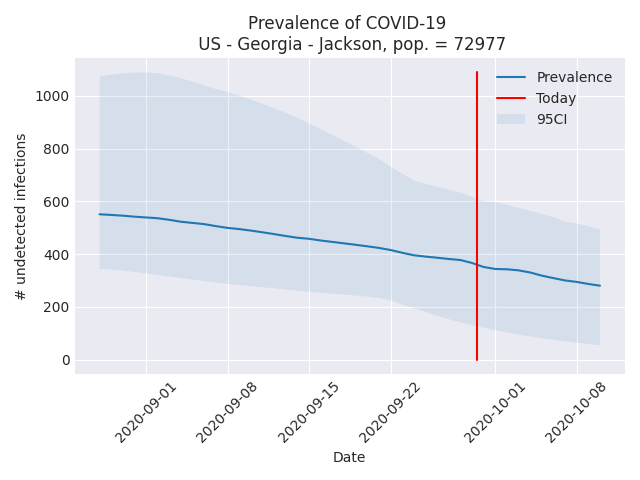 Prevalence of COVID-19
US - Georgia - Jackson, pop. = 72977
Prevalence
Today
95CI
# undetected infections
1000
800
600
400
200
0
2020-09-01
2020-09-08
2020-09-15
2020-09-22
2020-10-01
2020-10-08
Date